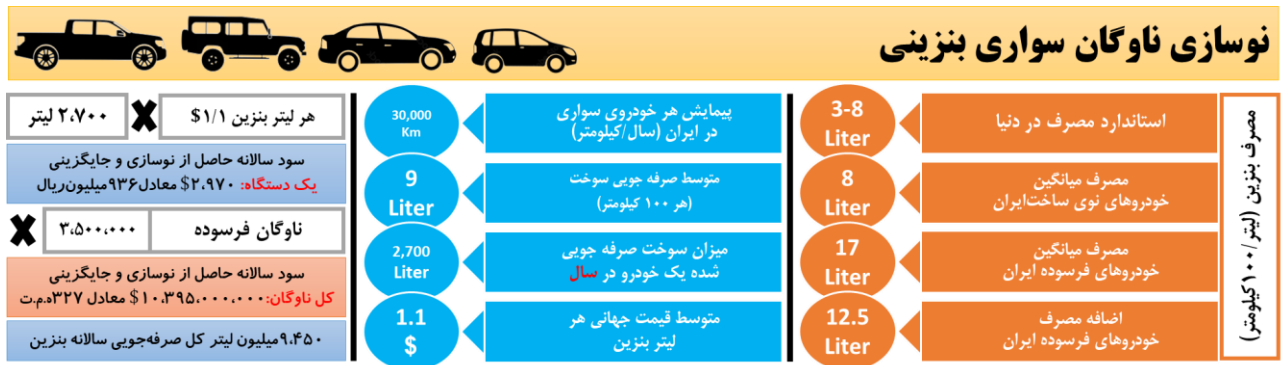 نوسازی ناوگان سواری بنزینی
مصرف بنزین (لیتر/۱۰۰کیلومتر)
استاندارد مصرف در دنیا
3-8
Liter
مصرف میانگین
خودروهای نوی ساخت‌ایران
8
Liter
مصرف میانگین
خودروهای فرسوده ایران
17
Liter
اضافه مصرف
خودروهای فرسوده ایران
12.5
Liter
پیمایش هر خودروی سواری
در ایران (سال/کیلومتر)
30,000
Km
متوسط صرفه جویی سوخت
(هر ۱۰۰ کیلومتر)
9
Liter
میزان سوخت صرفه جویی
شده یک خودرو در سال
2,700
Liter
متوسط قیمت جهانی هر
لیتر بنزین
1.1
$
هر لیتر بنزین ۱/۱$ ✖ ۲،۷۰۰ لیتر
سود سالانه حاصل از نوسازی و جایگزینی
یک دستگاه: ۲،۹۷۰$ معادل۹۳۶میلیون‌ریال
ناوگان فرسوده ۳،۵۰۰،۰۰۰ ✖
سود سالانه حاصل از نوسازی و جایگزینی
کل ناوگان:۱۰،۳۹۵،۰۰۰،۰۰۰$ معادل ۳۲۷ه.م.ت
۹،۴۵۰میلیون لیتر کل صرفه‌جویی سالانه بنزین